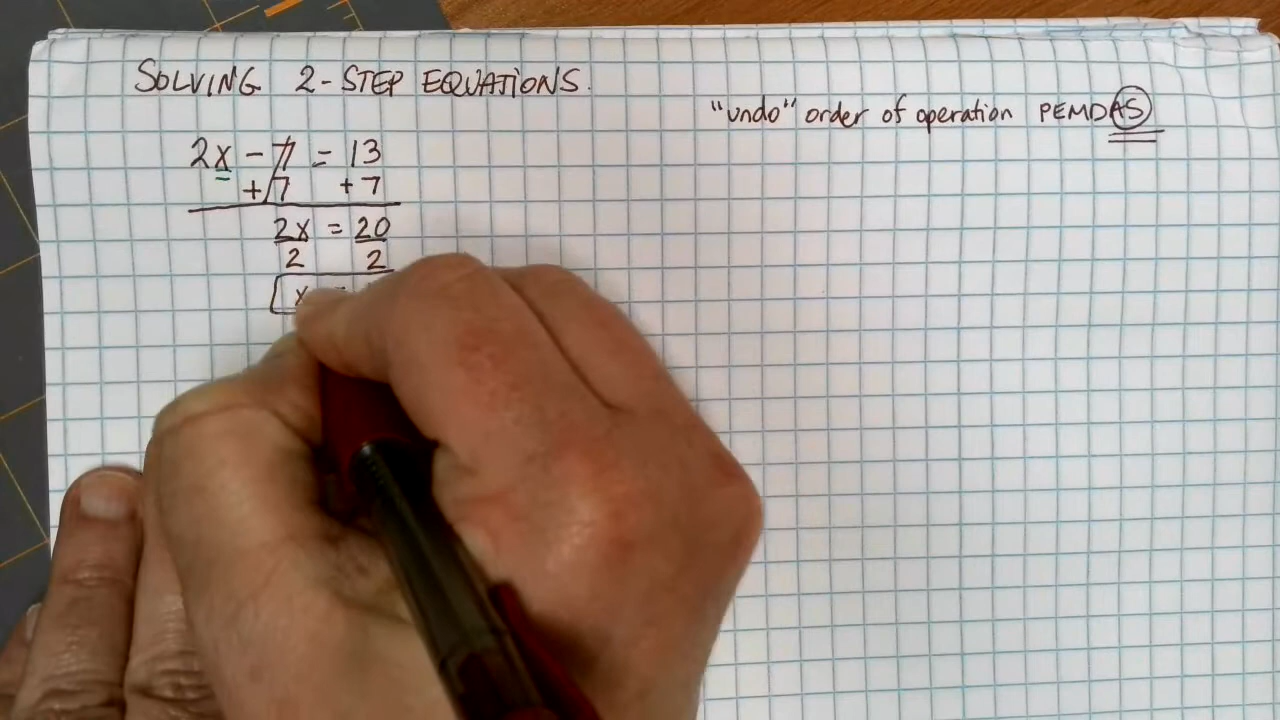 SOLVING 2-STEP EQUATIONS.
"undo" order of operation PEMDAS
2x - 7 = 13
+7 +7
2x = 20
2 2
x =